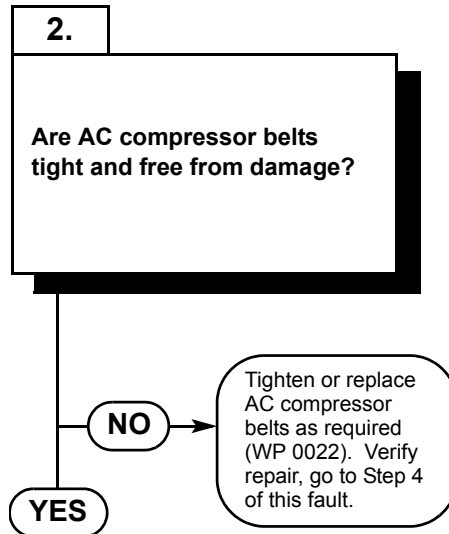 2.
Are AC compressor belts
tight and free from damage?
NO
Tighten or replace
AC compressor
belts as required
(WP 0022).  Verify
repair, go to Step 4
of this fault.
YES